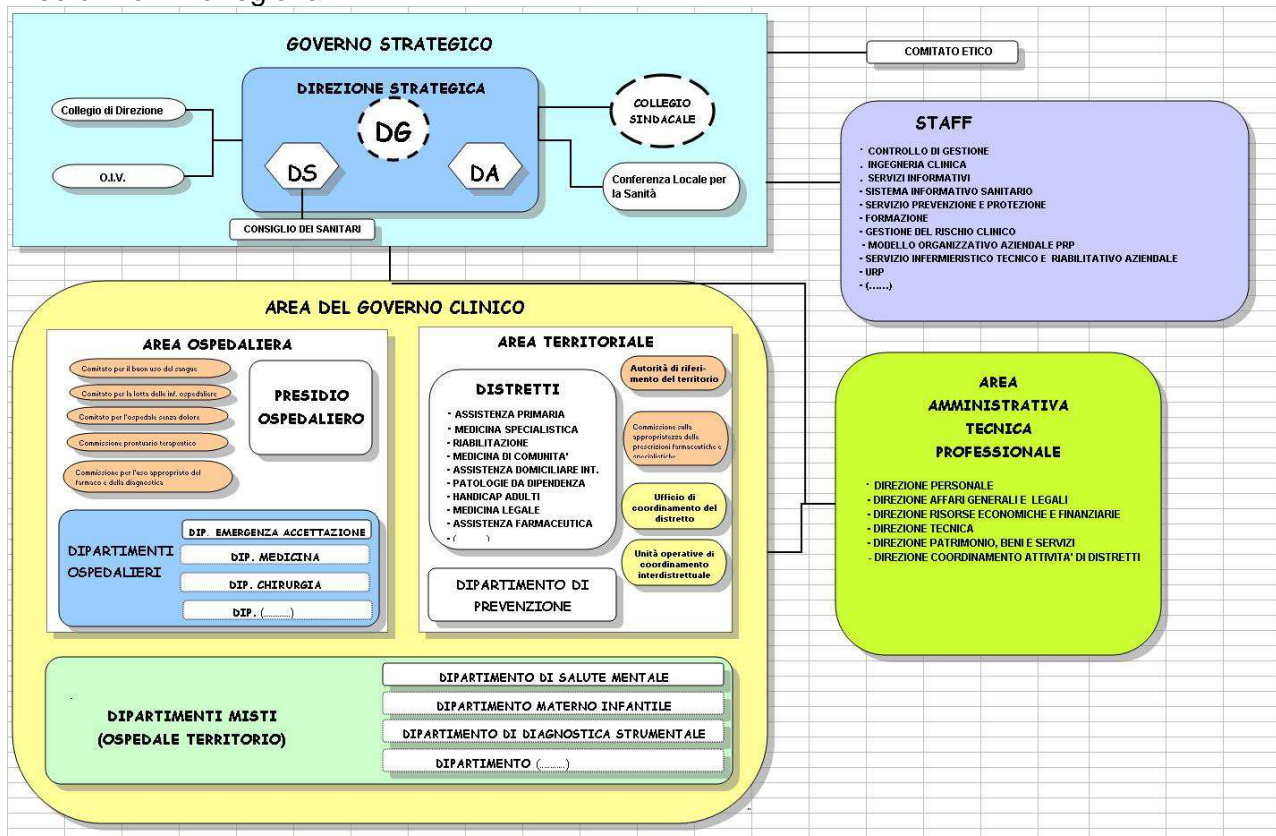 GOVERNO STRATEGICO
DIREZIONE STRATEGICA
Collegio di Direzione
O.I.V.
DG
DS
DA
CONSIGLIO DEI SANITARI
COLLEGIO
SINDACALE
Conferenza Locale per
la Sanità
COMITATO ETICO
STAFF
· CONTROLLO DI GESTIONE
. INGEGNERIA CLINICA
. SERVIZI INFORMATIVI
- SISTEMA INFORMATIVO SANITARIO
- SERVIZIO PREVENZIONE E PROTEZIONE
- FORMAZIONE
- GESTIONE DEL RISCHIO CLINICO
- MODELLO ORGANIZZATIVO AZIENDALE PRP
- SERVIZIO INFERMIERISTICO TECNICO E RIABILITATIVO AZIENDALE
- URP
- (......)
AREA DEL GOVERNO CLINICO
AREA OSPEDALIERA
Comitato per il buon uso del sangue
Comitato per la lotta delle inf. ospedaliere
Comitato per l'ospedale senza dolore
Commissione prontuario terapeutico
Commissione per l'uso appropristo del
farmaco e della diagnostica
PRESIDIO
OSPEDALIERO
DIPARTIMENTI
OSPEDALIERI
DIP. EMERGENZA ACCETTAZIONE
DIP. MEDICINA
DIP. CHIRURGIA
DIP. (............)
AREA TERRITORIALE
DISTRETTI
- ASSISTENZA PRIMARIA
- MEDICINA SPECIALISTICA
- RIABILITAZIONE
- MEDICINA DI COMUNITA'
- ASSISTENZA DOMICILIARE INT.
- PATOLOGIE DA DIPENDENZA
- HANDICAP ADULTI
- MEDICINA LEGALE
- ASSISTENZA FARMACEUTICA
- ( )
DIPARTIMENTO DI
PREVENZIONE
Autorità di riferi-
mento del territorio
Commissione sulla
appropriatezza delle
prescrizioni farmaceutiche e
specialistiche
Ufficio di
coordinamento del
distretto
Unità operative di
coordinamento
interdistrettuale
AREA
AMMINISTRATIVA
TECNICA
PROFESSIONALE
· DIREZIONE PERSONALE
- DIREZIONE AFFARI GENERALI E LEGALI
- DIREZIONE RISORSE ECONOMICHE E FINANZIARIE
- DIREZIONE TECNICA
- DIREZIONE PATRIMONIO, BENI E SERVIZI
- DIREZIONE COORDINAMENTO ATTIVITA' DI DISTRETTI
DIPARTIMENTI MISTI
(OSPEDALE TERRITORIO)
DIPARTIMENTO DI SALUTE MENTALE
DIPARTIMENTO MATERNO INFANTILE
DIPARTIMENTO DI DIAGNOSTICA STRUMENTALE
DIPARTIMENTO (..........)